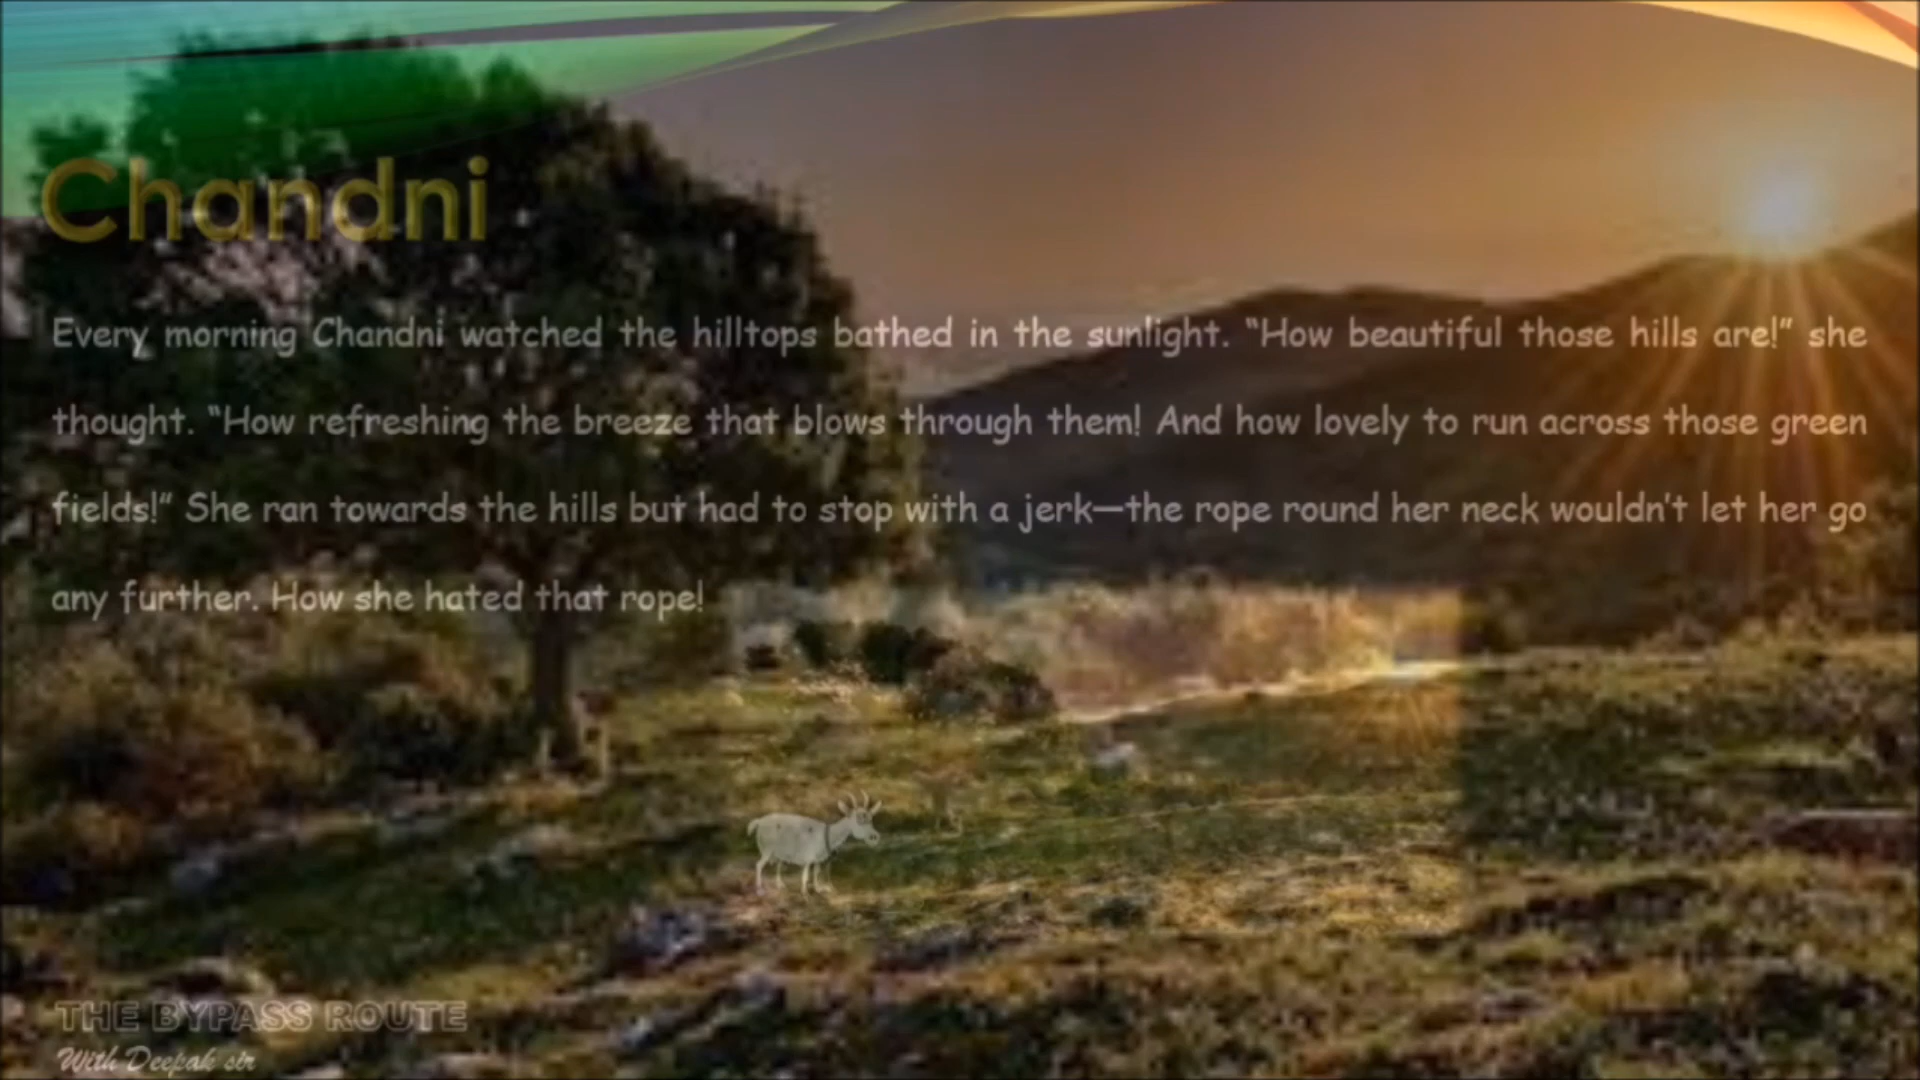 Chandni
Every morning Chandni watched the hilltops bathed in the sunlight. “How beautiful those hills are!” she
thought. “How refreshing the breeze that blows through them! And how lovely to run across those green
fields!” She ran towards the hills but had to stop with a jerk—the rope round her neck wouldn’t let her go
any further. How she hated that rope!
THE BYPASS ROUTE
With Deepak sir